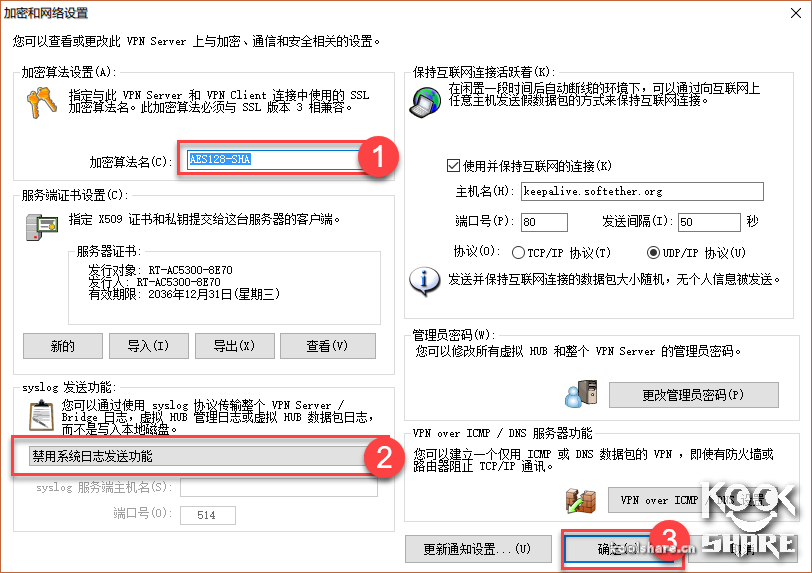 加密和网络设置
您可以查看或更改此 VPN Server 上与加密、通信和安全相关的设置。
加密算法设置(A):
指定与此 VPN Server 和 VPN Client 连接中使用的 SSL
加密算法名。此加密算法必须与 SSL 版本 3 相兼容。
加密算法名(C):
AES128-SHA
1
服务端证书设置(C):
指定 X509 证书和私钥提交给这台服务器的客户端。
服务器证书:
发行对象: RT-AC5300-8E70
发行人: RT-AC5300-8E70
有效期限: 2036年12月31日(星期三)
新的
导入(I)
导出(X)
查看(V)
syslog 发送功能:
您可以通过使用 syslog 协议传输整个 VPN Server /
Bridge 日志，虚拟 HUB 管理日志或虚拟 HUB 数据包日志，
而不是写入本地磁盘。
禁用系统日志发送功能
2
syslog 服务端主机名(S):
端口号(O):
514
保持互联网连接活跃着(K):
在闲置一段时间后自动断线的环境下，可以通过向互联网上
任意主机发送假数据包的方式来保持互联网连接。
使用并保持互联网的连接(K)
主机名(H):
keepalive.softether.org
端口号(P):
80
发送间隔(I):
50
秒
协议(O):
TCP/IP 协议(T)
UDP/IP 协议(U)
发送并保持互联网连接的数据包大小随机，无个人信息被发送。
管理员密码(W):
您可以修改所有虚拟 HUB 和整个 VPN Server 的管理员密码。
更改管理员密码(P)
VPN over ICMP / DNS 服务器功能
您可以建立一个仅用 ICMP 或 DNS 数据包的 VPN ，即使有防火墙或
路由器阻止 TCP/IP 通讯。
VPN over ICMP / DNS 设置
更新通知设置...(U)
确定(O)
3
取消
koolshare.cn
KOOLSHARE